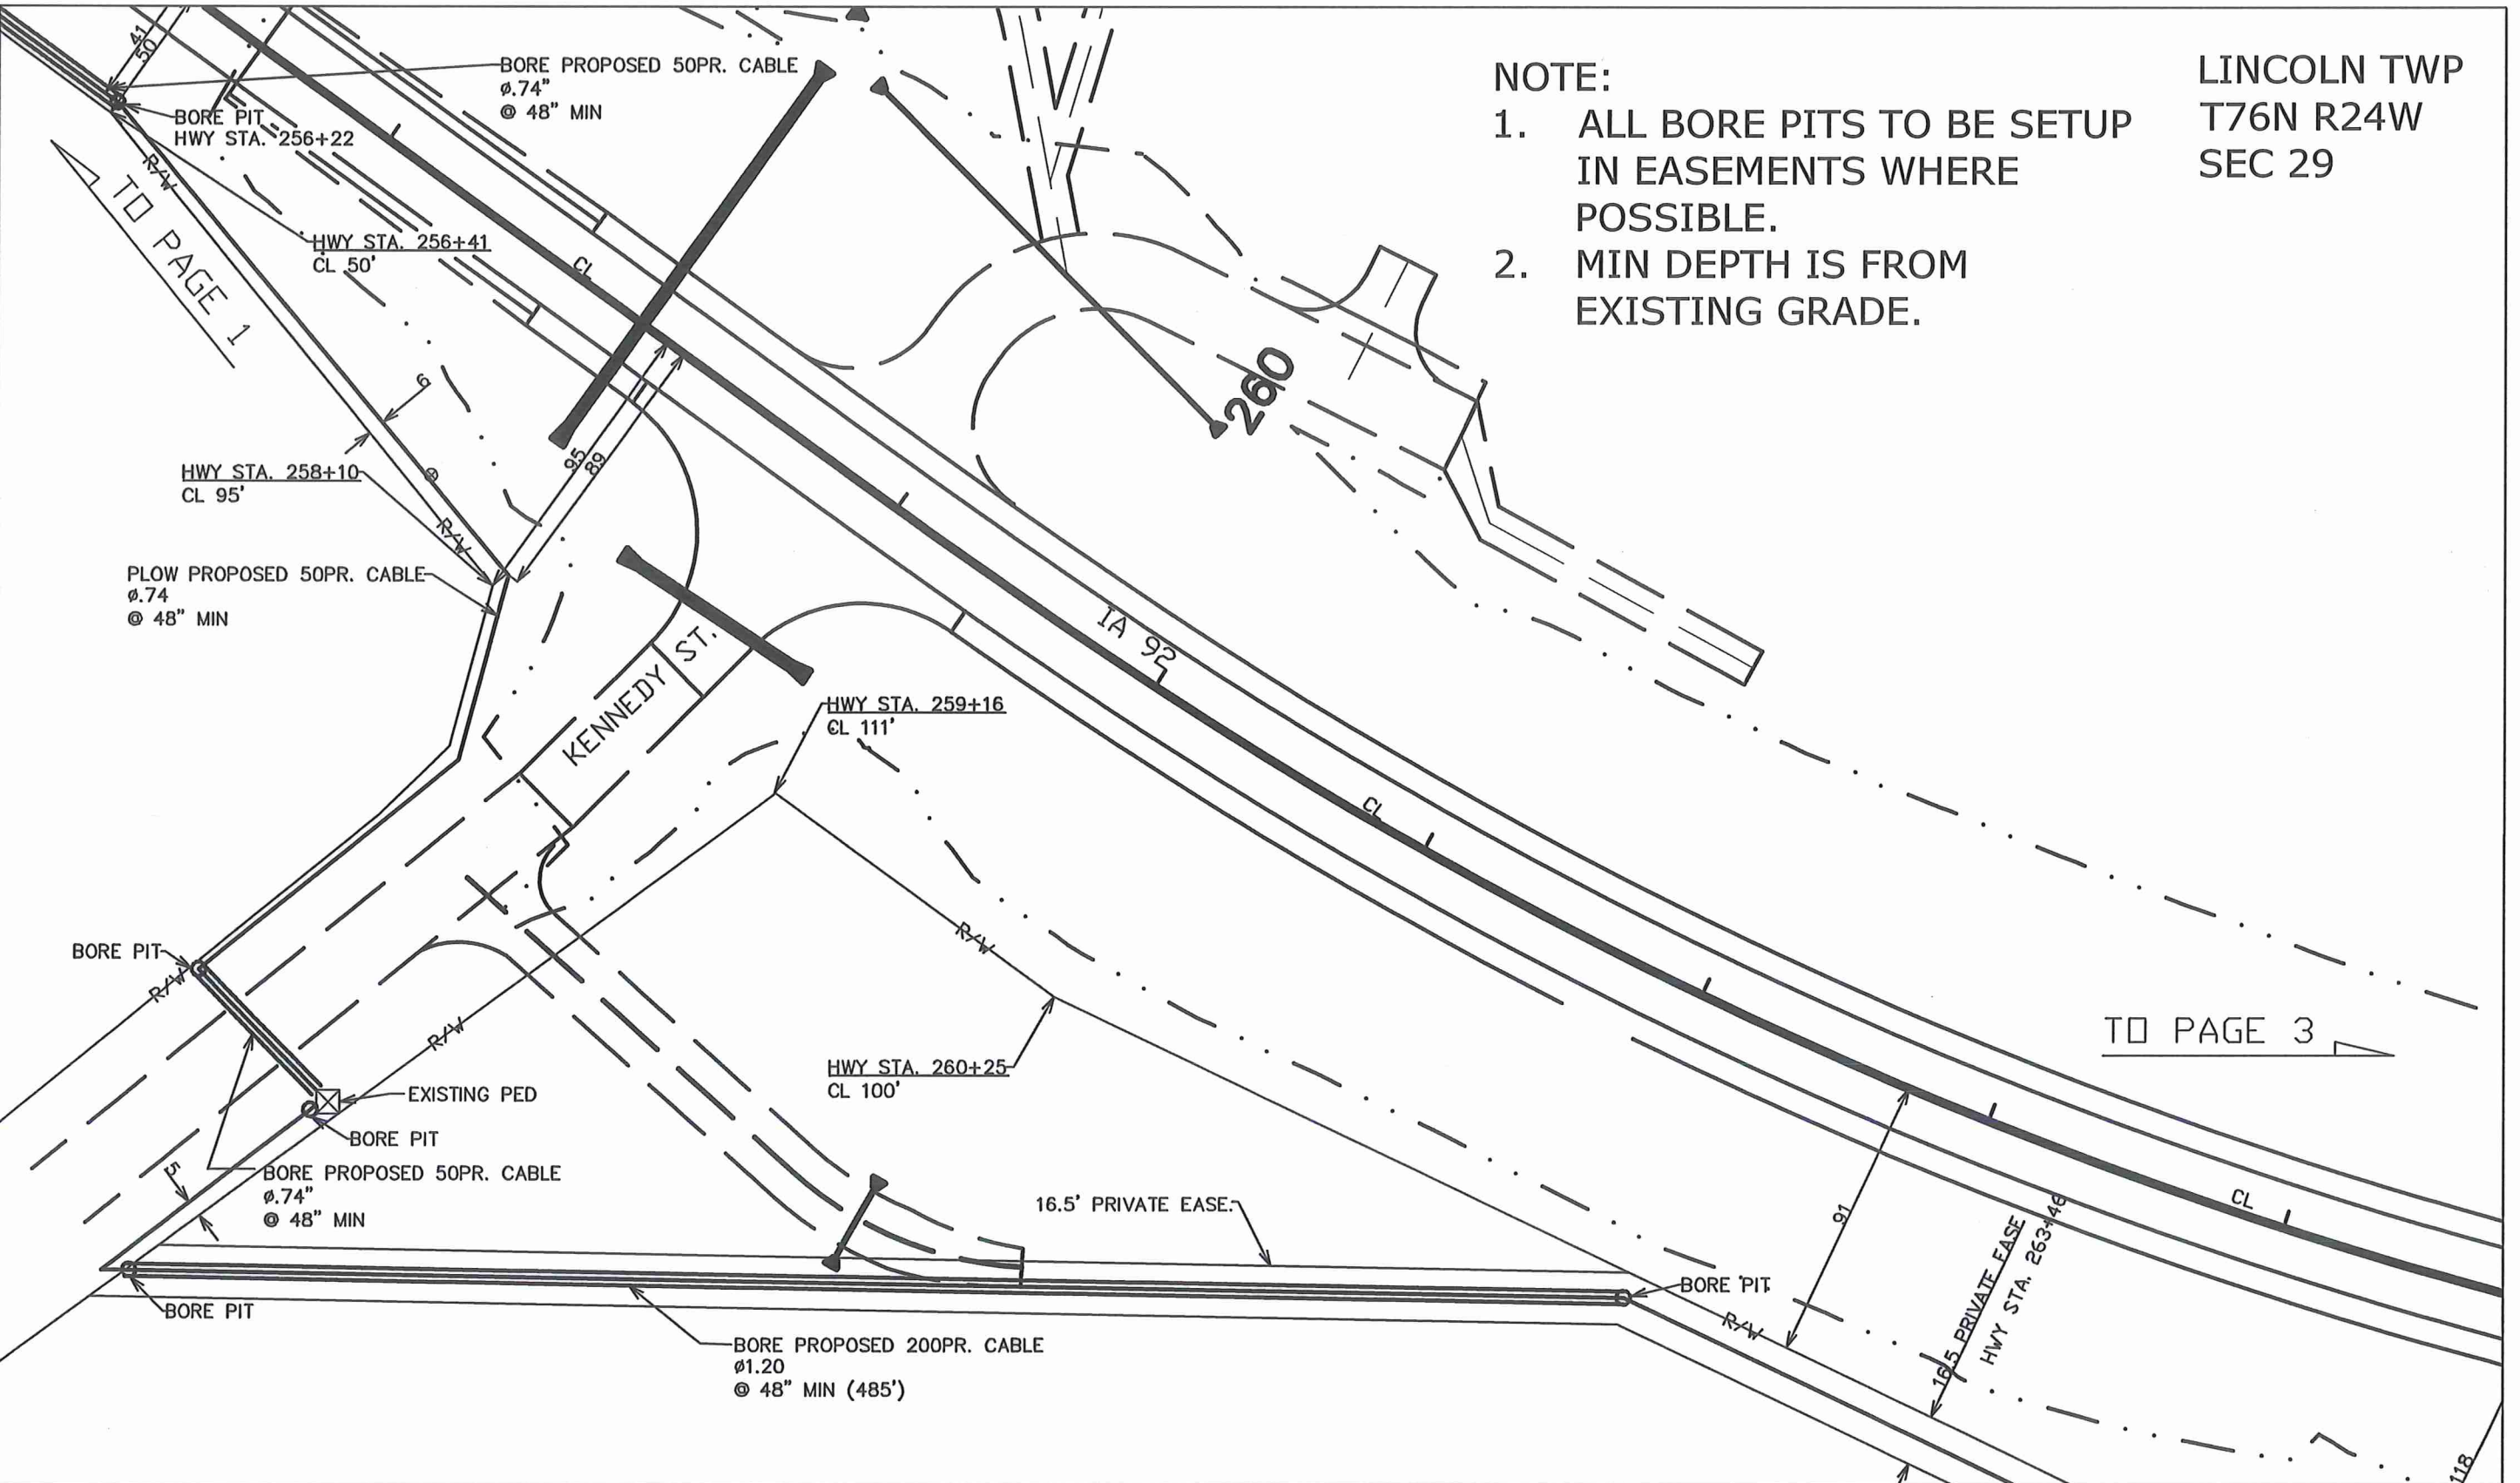 41
50
BORE PROPOSED 50PR. CABLE
ø.74"
@ 48" MIN
BORE PIT
HWY STA. 256+22
R/W
TO PAGE 1
HWY STA. 256+41
CL 50'
CL
NOTE:
1. ALL BORE PITS TO BE SETUP
IN EASEMENTS WHERE
POSSIBLE.
2. MIN DEPTH IS FROM
EXISTING GRADE.
LINCOLN TWP
T76N R24W
SEC 29
260
6
95
89
HWY STA. 258+10
CL 95'
R/W
PLOW PROPOSED 50PR. CABLE
ø.74
@ 48" MIN
IA 92
KENNEDY ST.
HWY STA. 259+16
CL 111'
CL
R/W
BORE PIT
R/W
R/W
TO PAGE 3
HWY STA. 260+25
CL 100'
EXISTING PED
BORE PIT
5
BORE PROPOSED 50PR. CABLE
ø.74"
@ 48" MIN
16.5' PRIVATE EASE.
91
16.5 PRIVATE EASE
HWY STA. 263+46
CL
BORE PIT
BORE PIT
R/W
BORE PROPOSED 200PR. CABLE
ø1.20
@ 48" MIN (485')
118